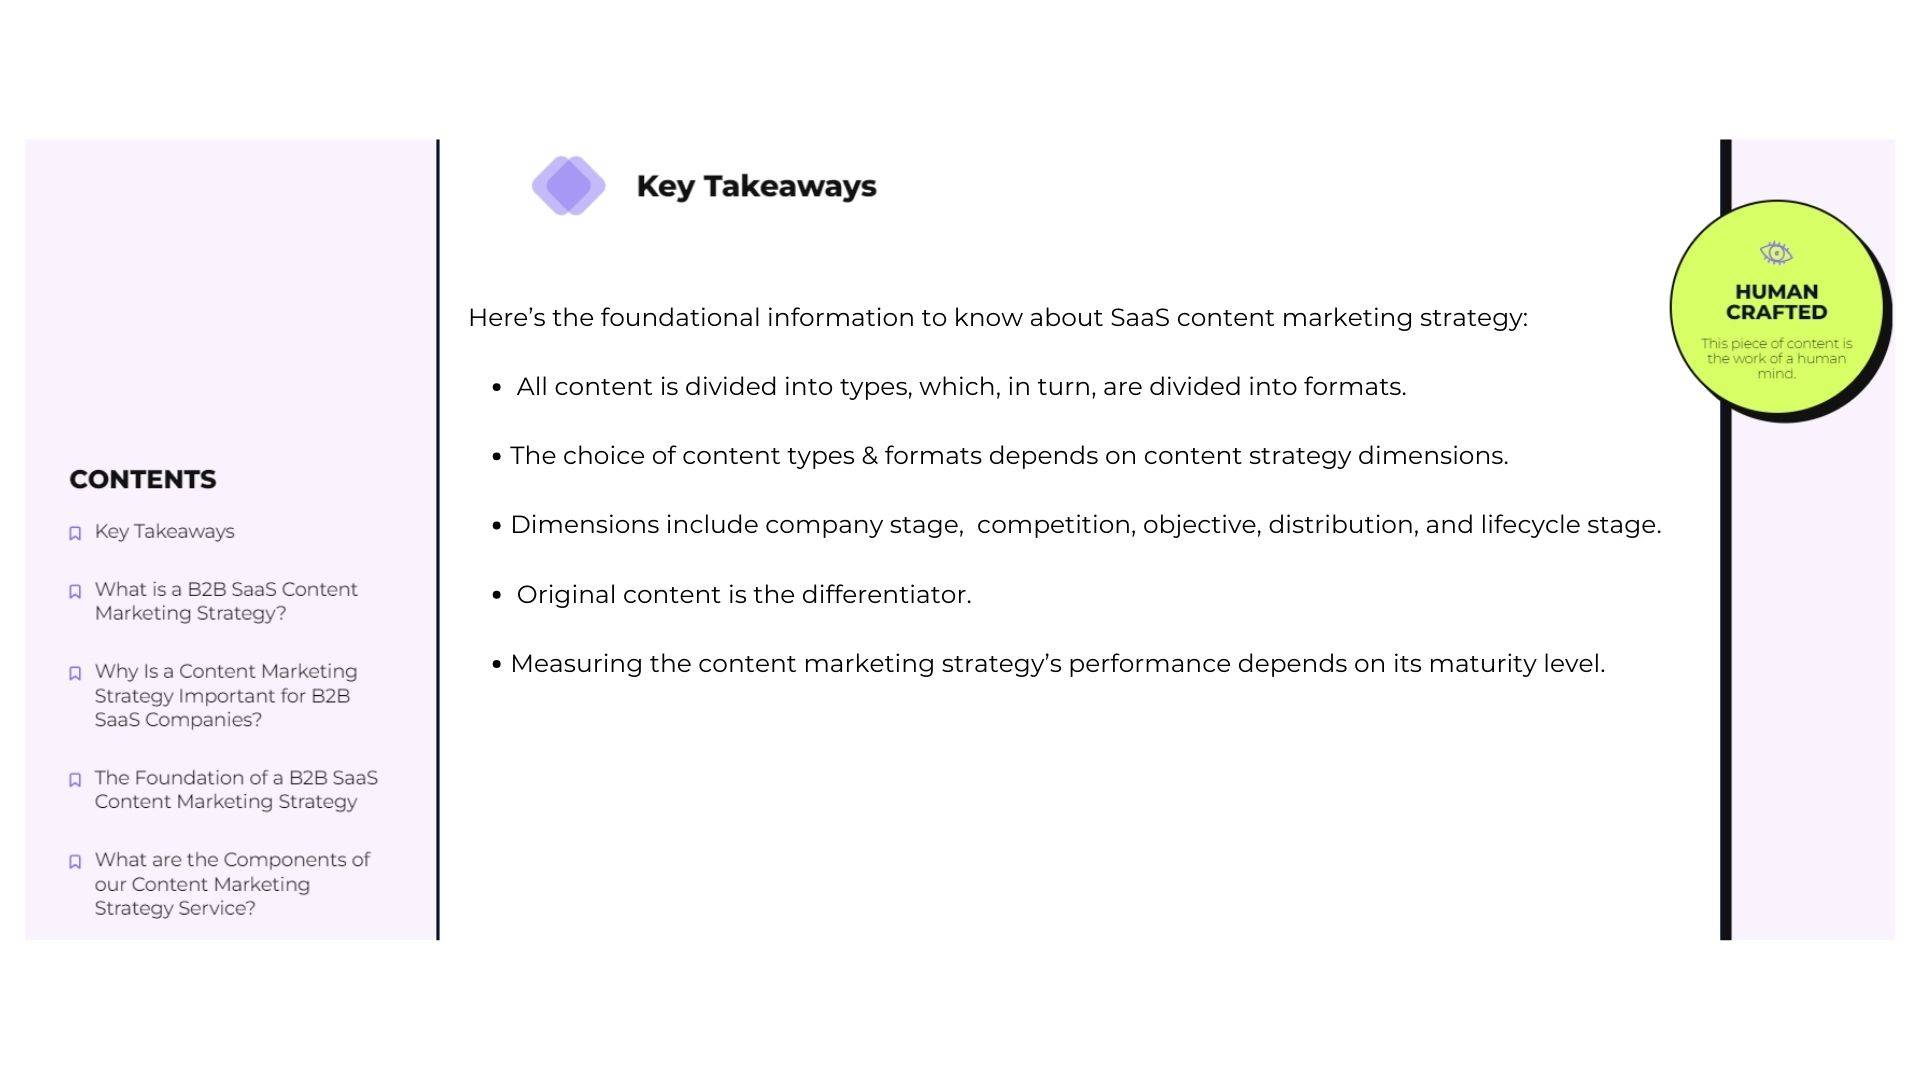 CONTENTS
Key Takeaways
What is a B2B SaaS Content
Marketing Strategy?
Why Is a Content Marketing
Strategy Important for B2B
SaaS Companies?
The Foundation of a B2B SaaS
Content Marketing Strategy
What are the Components of
our Content Marketing
Strategy Service?
Key Takeaways
Here’s the foundational information to know about SaaS content marketing strategy:
• All content is divided into types, which, in turn, are divided into formats.
• The choice of content types & formats depends on content strategy dimensions.
• Dimensions include company stage,  competition, objective, distribution, and lifecycle stage.
• Original content is the differentiator.
• Measuring the content marketing strategy’s performance depends on its maturity level.
HUMAN
CRAFTED
This piece of content is
the work of a human
mind.